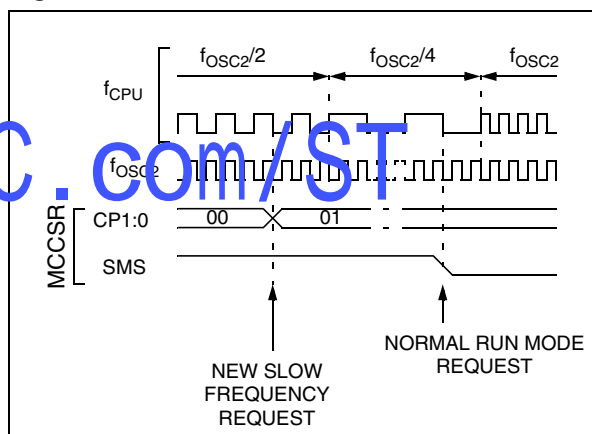 fOSC2/2 fOSC2/4 fOSC2
fCPU
C.com/ST
fOSC2
MCCSR
CP1:0 00 01
SMS
NEW SLOW
FREQUENCY
REQUEST
NORMAL RUN MODE
REQUEST